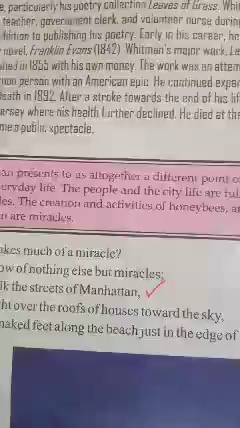 particularly his poetry collection Leaves of Grass. Whi
teacher, government clerk, and volunteer nurse during
dition to publishing his poetry. Early in his career, he
novel, Franklin Evans (1842). Whitman's major work, Le
shed in 1855 with his own money. The work was an attem
mon person with an American epic. He continued expan
death in 1892. After a stroke towards the end of his lif
ersey where his health further declined. He died at the
me a public spectacle.
an presents to us altogether a different point o
everyday life. The people and the city life are full
les. The creation and activities of honeybees, a
n are miracles.
akes much of a miracle?
ow of nothing else but miracles;
lk the streets of Manhattan,
ht over the roofs of houses toward the sky,
naked feet along the beach just in the edge of